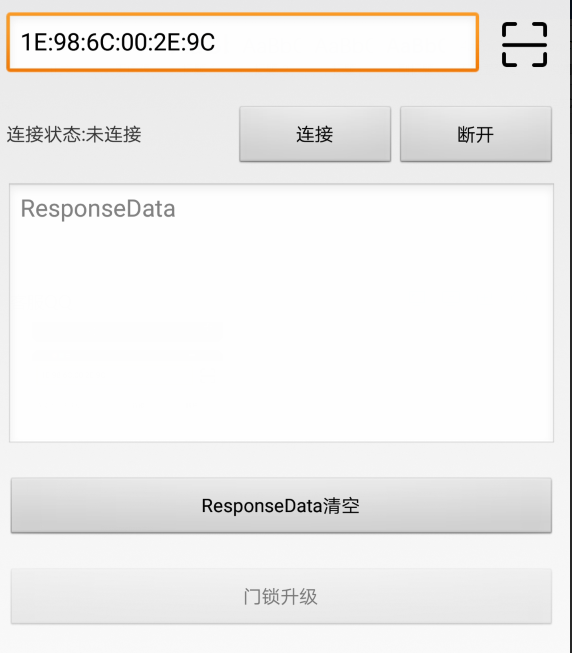 1E:98:6C:00:2E:9C
连接状态:未连接 连接 断开
ResponseData
ResponseData清空
门锁升级